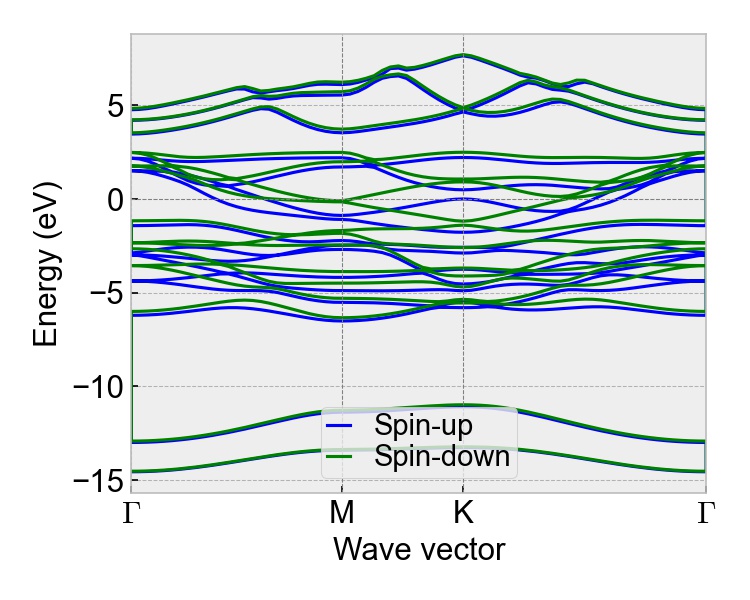 Energy (eV)
5
0
−5
−10
−15
Spin-up
Spin-down
Γ M K Γ
Wave vector